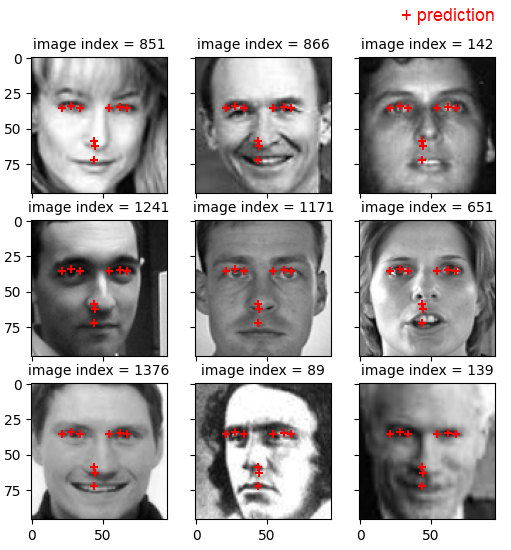 + prediction
image index = 851 image index = 866 image index = 142
0
25
50
75
image index = 1241 image index = 1171 image index = 651
0
25
50
75
image index = 1376 image index = 89 image index = 139
0
25
50
75
0 50 0 50 0 50